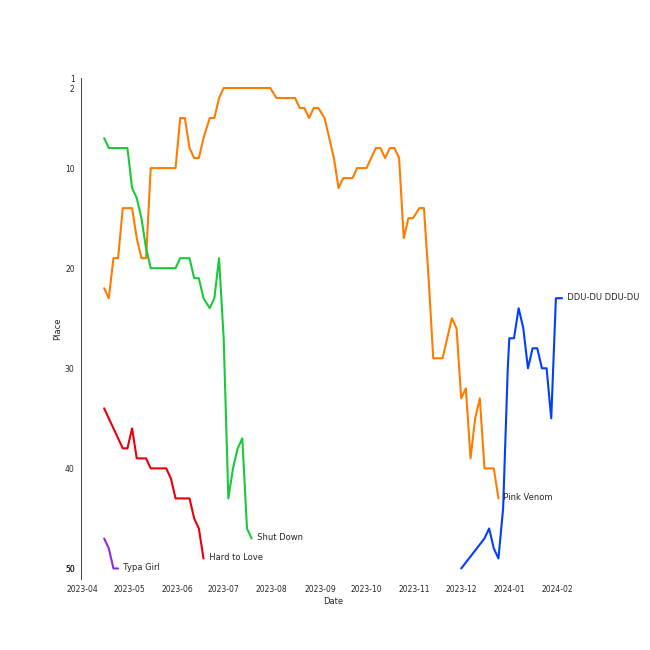 1
2
10
20
30
40
50
Place
DDU-DU DDU-DU
Pink Venom
Shut Down
Hard to Love
Typa Girl
2023-04 2023-05 2023-06 2023-07 2023-08 2023-09 2023-10 2023-11 2023-12 2024-01 2024-02
Date